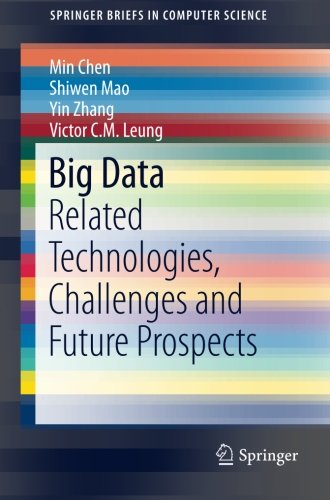 SPRINGER BRIEFS IN COMPUTER SCIENCE
Min Chen
Shiwen Mao
Yin Zhang
Victor C.M. Leung
Big Data
Related
Technologies,
Challenges and
Future Prospects
Springer